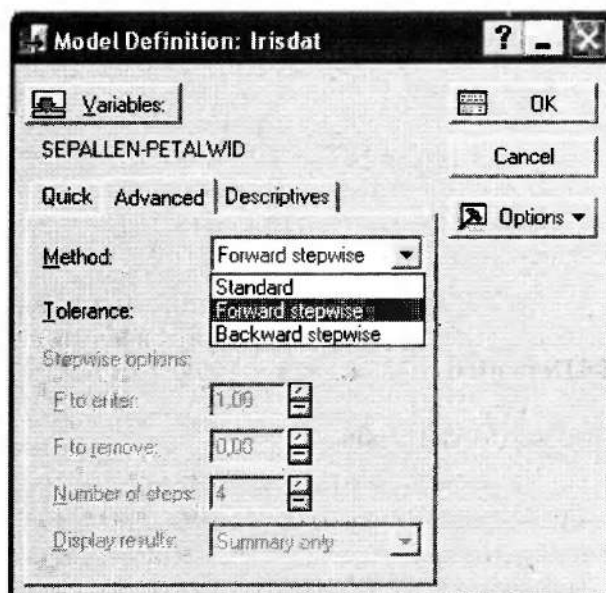 Model Definition: Irisdat
Variables:
OK
SEPALLEN-PETALWID
Cancel
Quick Advanced Descriptives
Options
Method: Forward stepwise
Standard
Tolerance: Forward stepwise
Backward stepwise
Stepwise options:
F to enter: 1,00
F to remove: 0,00
Number of steps: 4
Display results: Summary only